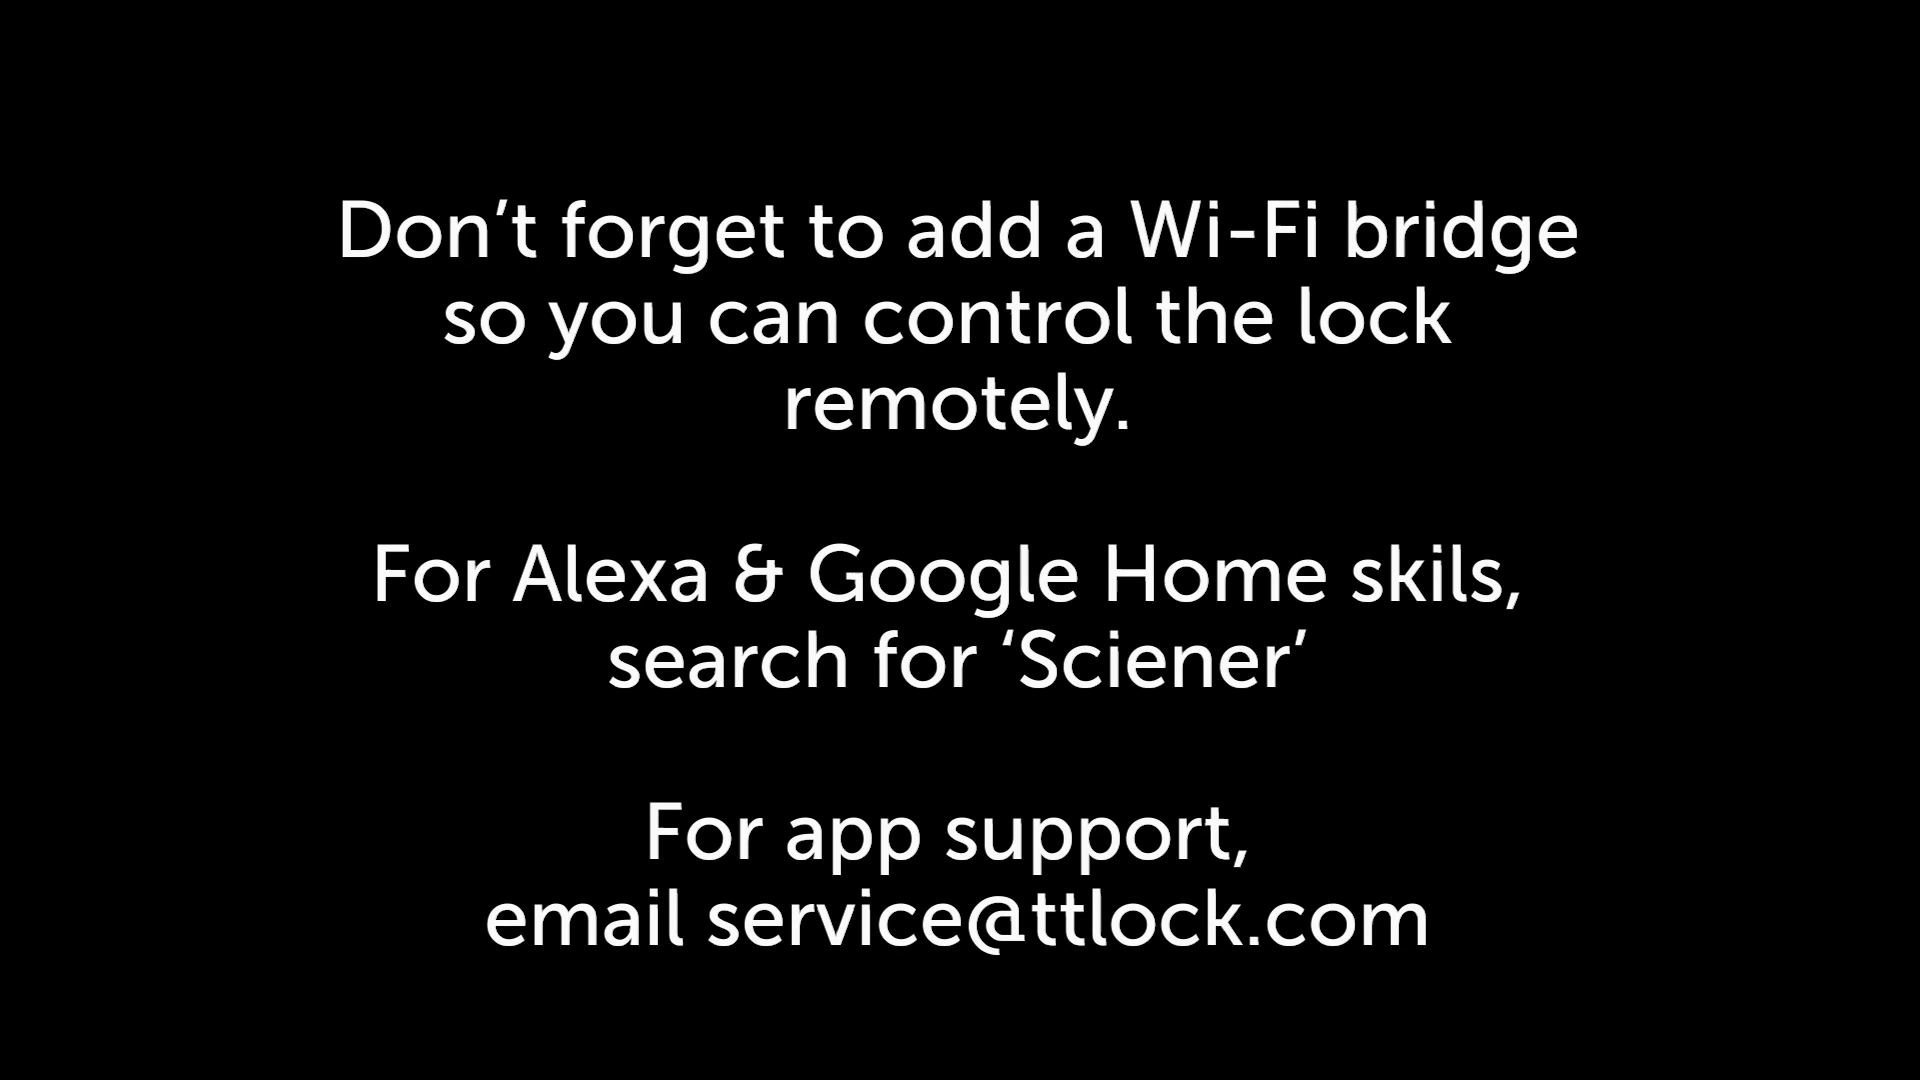 Don’t forget to add a Wi-Fi bridge
so you can control the lock
remotely.
For Alexa & Google Home skils,
search for ‘Sciener’
For app support,
email service@ttlock.com